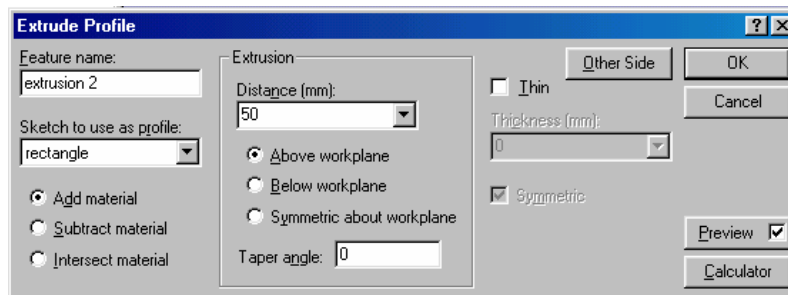 Extrude Profile
Feature name:
extrusion 2
Sketch to use as profile:
rectangle
Add material
Subtract material
Intersect material
Extrusion
Distance (mm):
50
Above workplane
Below workplane
Symmetric about workplane
Taper angle: 0
Other Side
Thin
Thickness (mm):
0
Symmetric
OK
Cancel
Preview
Calculator